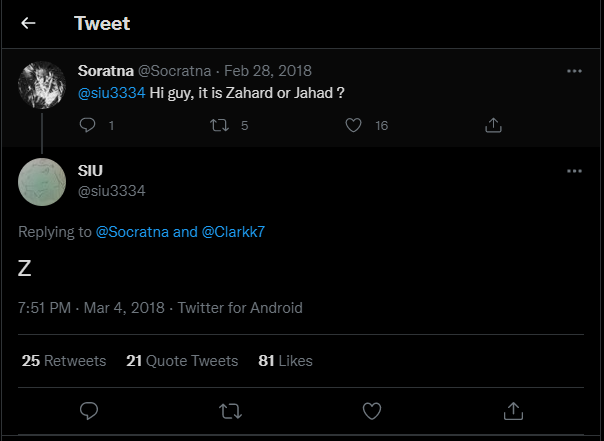 Tweet
Soratna @Socratna · Feb 28, 2018
@siu3334 Hi guy, it is Zahard or Jahad ?
1 5 16
SIU
@siu3334
Replying to @Socratna and @Clarkk7
Z
7:51 PM · Mar 4, 2018 · Twitter for Android
25 Retweets 21 Quote Tweets 81 Likes